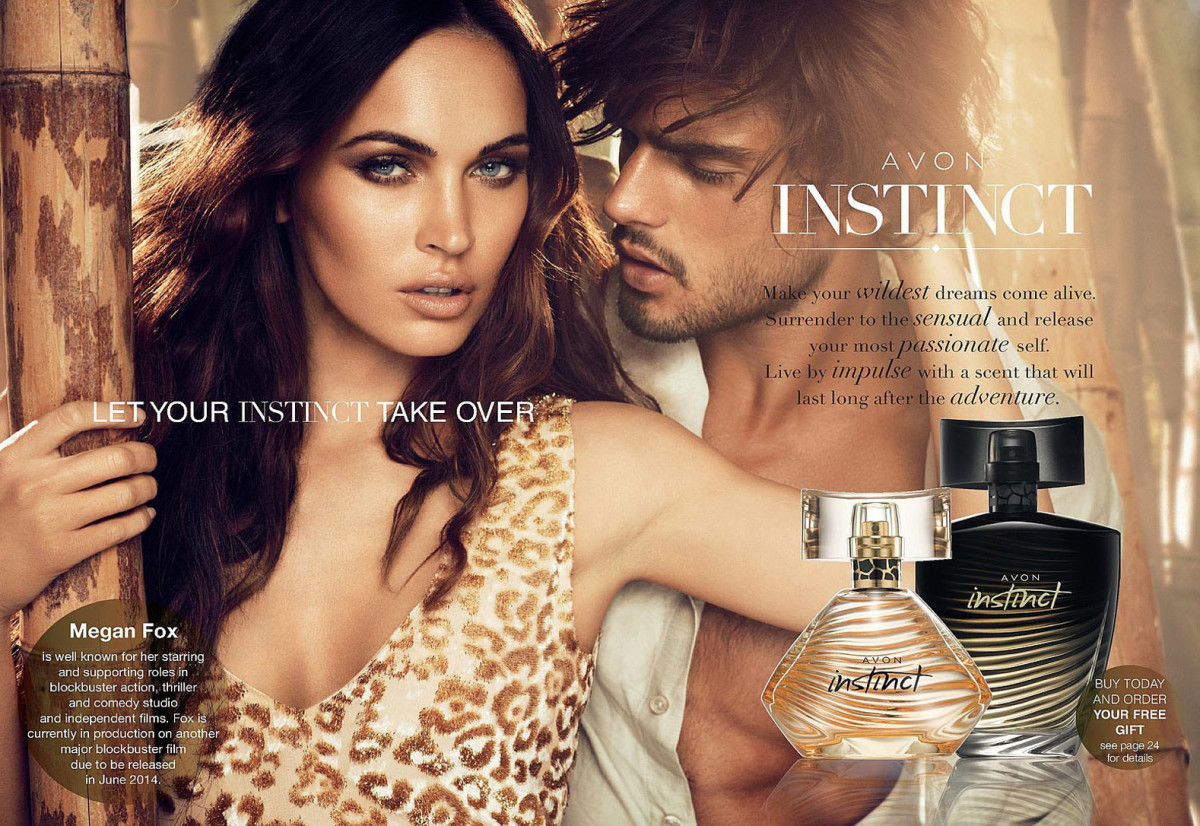 AVON
INSTINCT
Make your wildest dreams come alive.
Surrender to the sensual and release
your most passionate self.
Live by impulse with a scent that will
last long after the adventure.
LET YOUR INSTINCT TAKE OVER
AVON
instinct
AVON
instinct
Megan Fox
is well known for her starring
and supporting roles in
blockbuster action, thriller
and comedy studio
and independent films. Fox is
currently in production on another
major blockbuster film
due to be released
in June 2014.
BUY TODAY
AND ORDER
YOUR FREE
GIFT
see page 24
for details